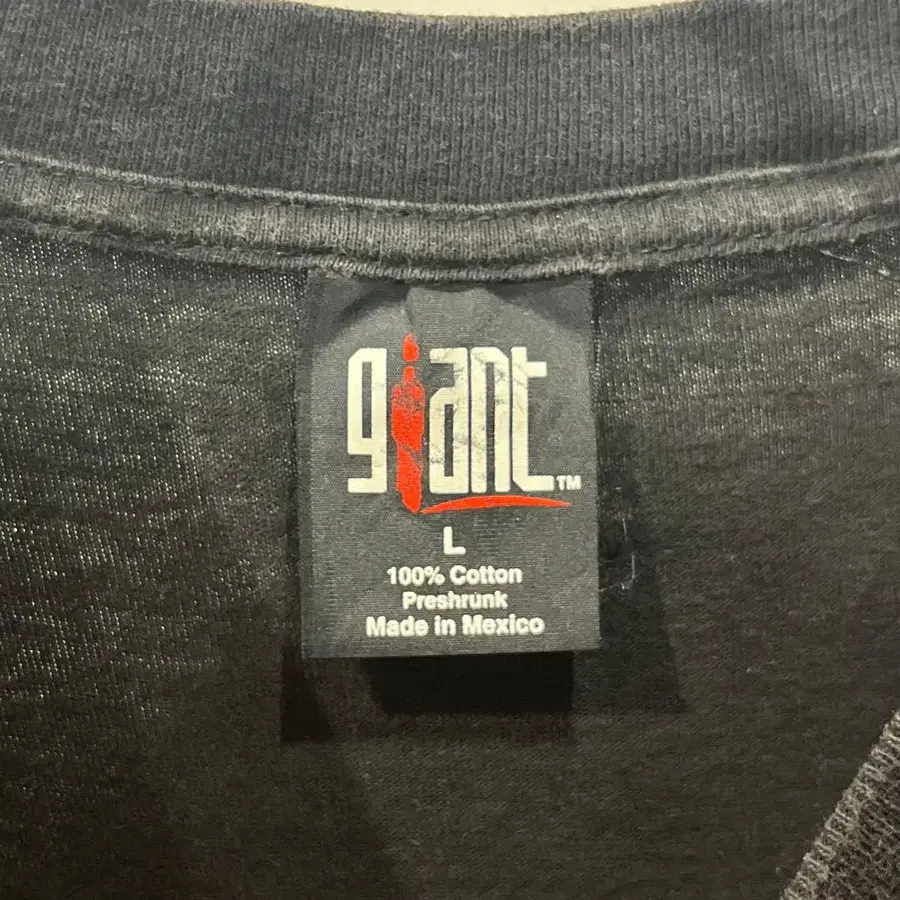 giant™
L
100% Cotton
Preshrunk
Made in Mexico